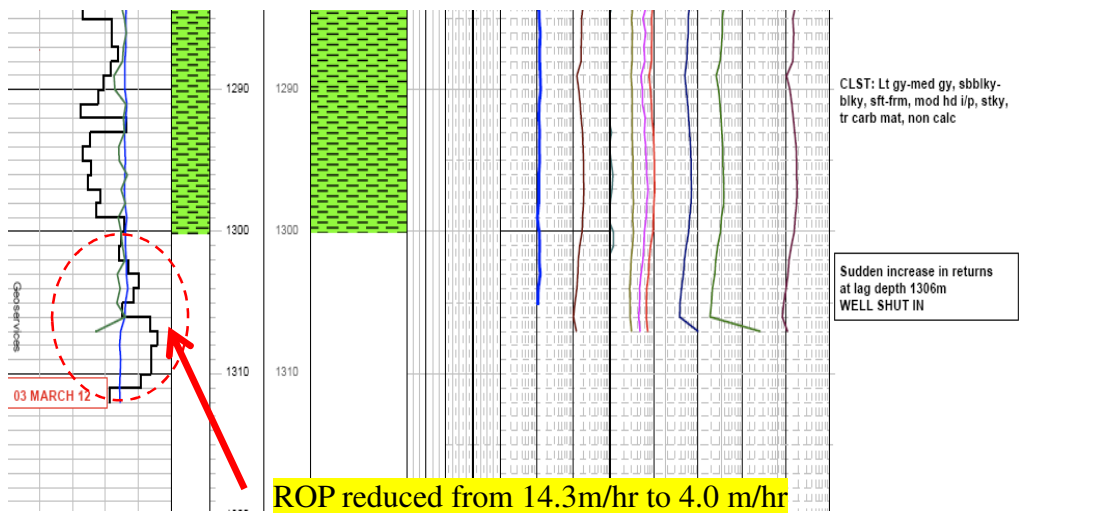 1290
1290
CLST: Lt gy-med gy, sbblky-
blky, sft-frm, mod hd i/p, stky,
tr carb mat, non calc
1300
1300
Sudden increase in returns
at lag depth 1306m
WELL SHUT IN
Geoservices
1310
1310
03 MARCH 12
ROP reduced from 14.3m/hr to 4.0 m/hr